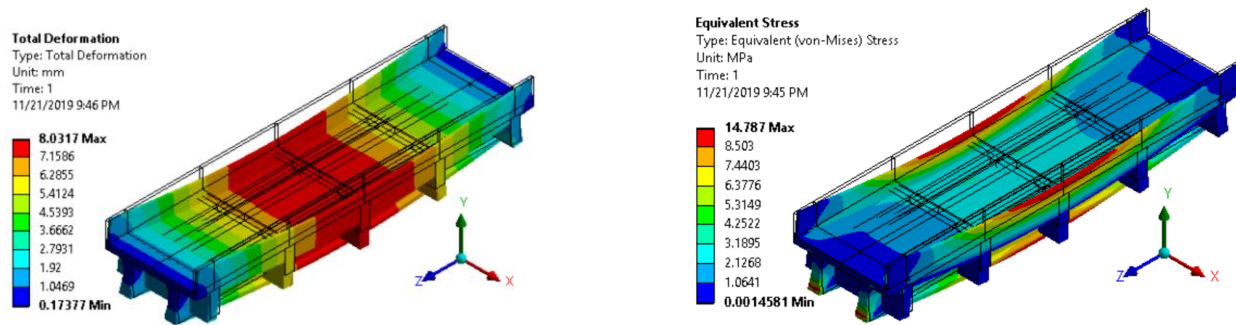 Total Deformation
Type: Total Deformation
Unit: mm
Time: 1
11/21/2019 9:46 PM
8.0317 Max
7.1586
6.2855
5.4124
4.5393
3.6662
2.7931
1.92
1.0469
0.17377 Min
Y
Z
X
Equivalent Stress
Type: Equivalent (von-Mises) Stress
Unit: MPa
Time: 1
11/21/2019 9:45 PM
14.787 Max
8.503
7.4403
6.3776
5.3149
4.2522
3.1895
2.1268
1.0641
0.0014581 Min
Y
Z
X